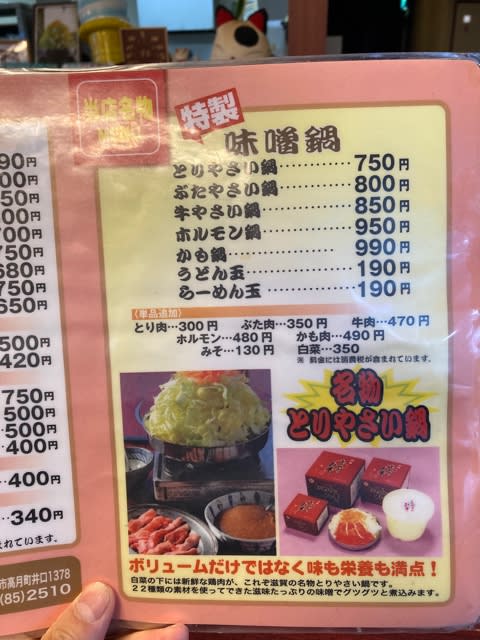 当店名物
特製
味噌鍋
とりやさい鍋…………750円
ぶたやさい鍋…………800円
牛やさい鍋…………850円
ホルモン鍋…………950円
かも鍋…………990円
うどん玉…………190円
らーめん玉…………190円
〈単品追加〉
とり肉…300円 ぶた肉…350円 牛肉…470円
ホルモン…480円 かも肉…490円
みそ…130円 白菜…350
※ 料金には消費税が含まれています。
名物
とりやさい鍋
ボリュームだけではなく味も栄養も満点！
白菜の下には新鮮な鶏肉が、これぞ滋賀の名物とりやさい鍋です。
22種類の素材を使ってできた滋味たっぷりの味噌でグツグツと煮込みます。
90円
00円
50円
00円
700円
750円
680円
750円
650円
500円
420円
750円
500円
…500円
…400円
…400円
…340円
まれています。
市高月町井口1378
(85)2510